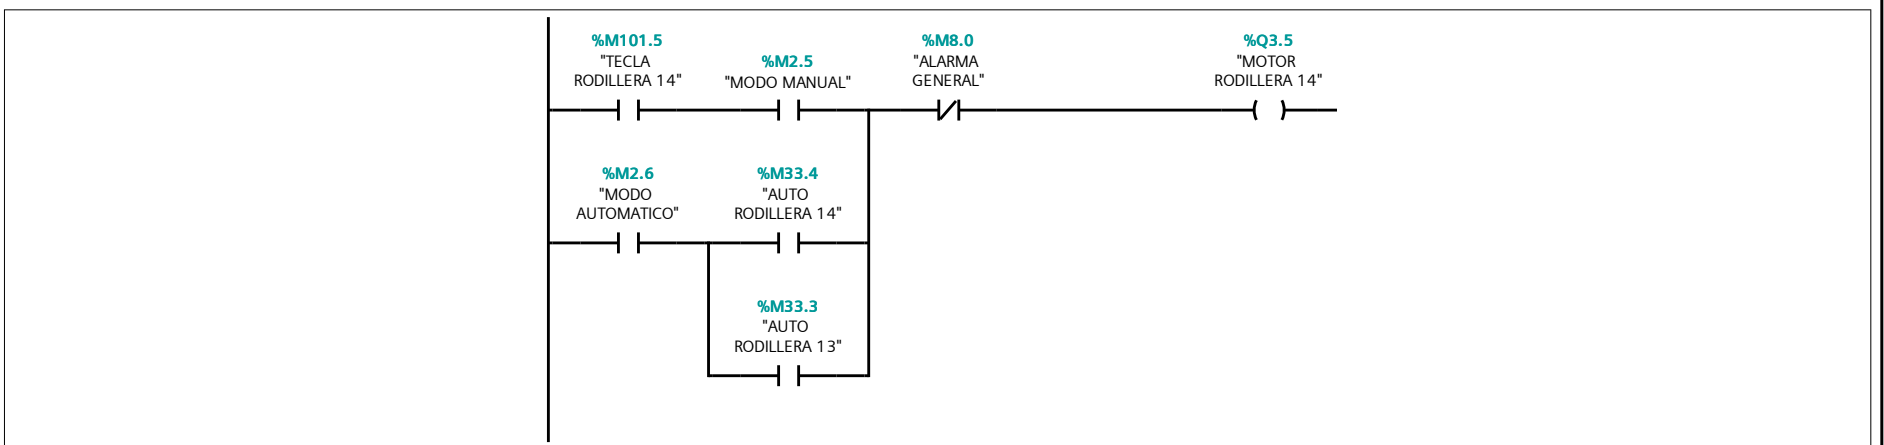 %M101.5
"TECLA
RODILLERA 14"
%M2.5
"MODO MANUAL"
%M8.0
"ALARMA
GENERAL"
%Q3.5
"MOTOR
RODILLERA 14"
%M2.6
"MODO
AUTOMATICO"
%M33.4
"AUTO
RODILLERA 14"
%M33.3
"AUTO
RODILLERA 13"